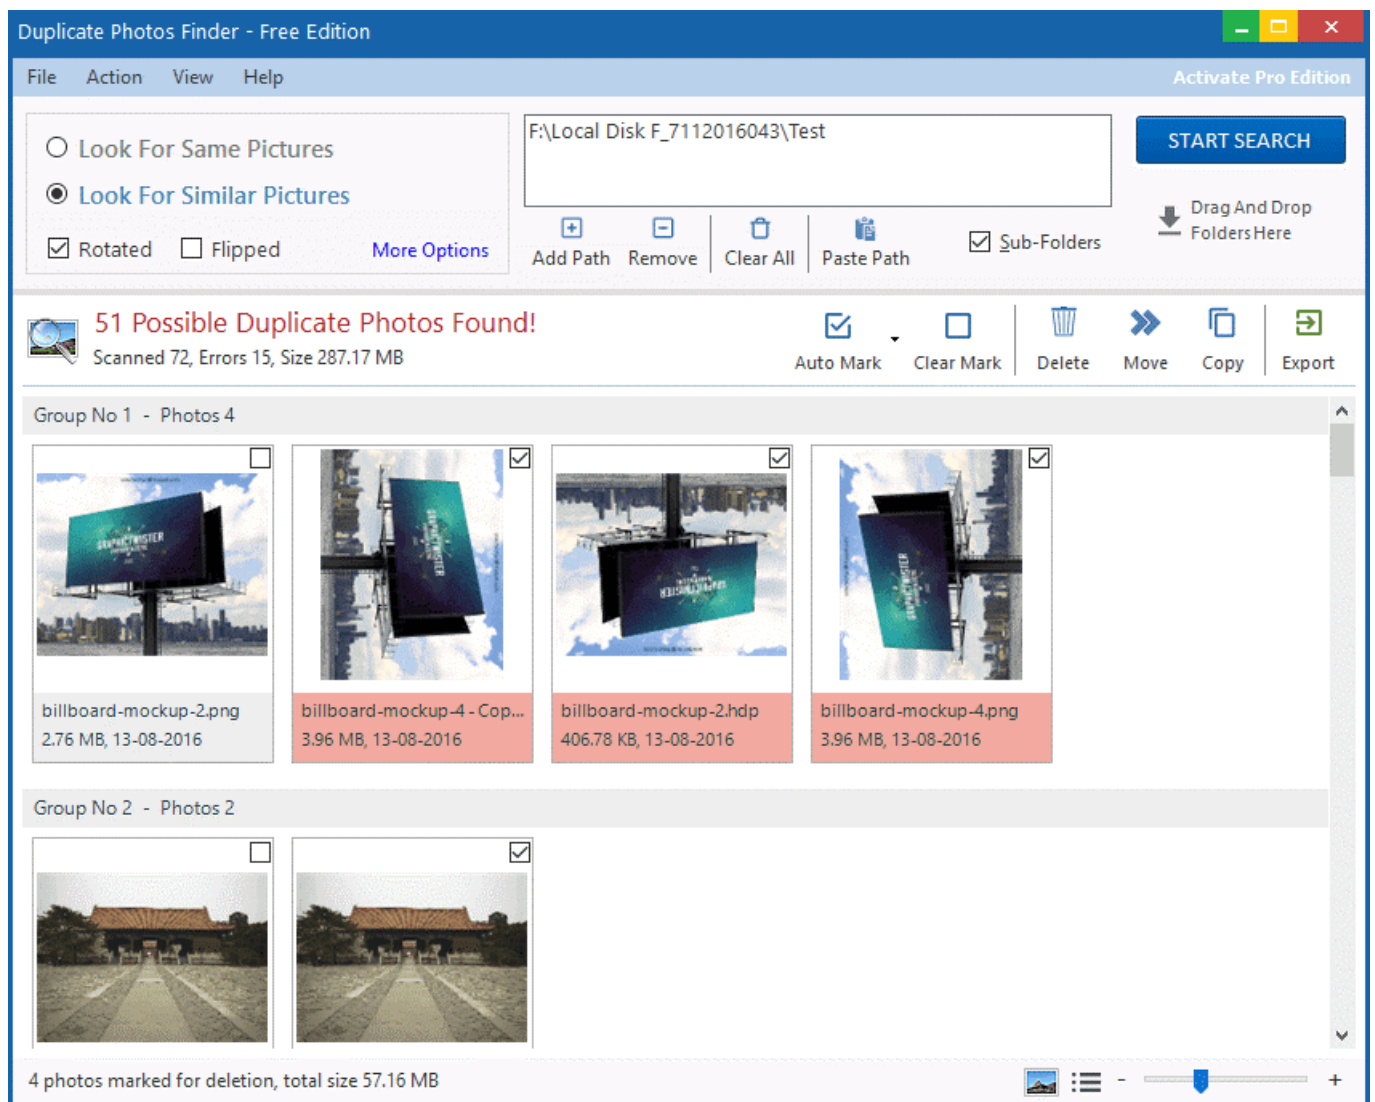 Duplicate Photos Finder - Free Edition
File Action View Help Activate Pro Edition
Look For Same Pictures
Look For Similar Pictures
Rotated Flipped More Options
F:\Local Disk F_7112016043\Test
Add Path Remove Clear All Paste Path Sub-Folders
START SEARCH
Drag And Drop
Folders Here
51 Possible Duplicate Photos Found!
Scanned 72, Errors 15, Size 287.17 MB
Auto Mark Clear Mark Delete Move Copy Export
Group No 1 - Photos 4
GRAPHICTWISTER
GRAPHICTWISTER
GRAPHICTWISTER
GRAPHICTWISTER
billboard-mockup-2.png
2.76 MB, 13-08-2016
billboard-mockup-4 - Cop...
3.96 MB, 13-08-2016
billboard-mockup-2.hdp
406.78 KB, 13-08-2016
billboard-mockup-4.png
3.96 MB, 13-08-2016
Group No 2 - Photos 2
4 photos marked for deletion, total size 57.16 MB
- +